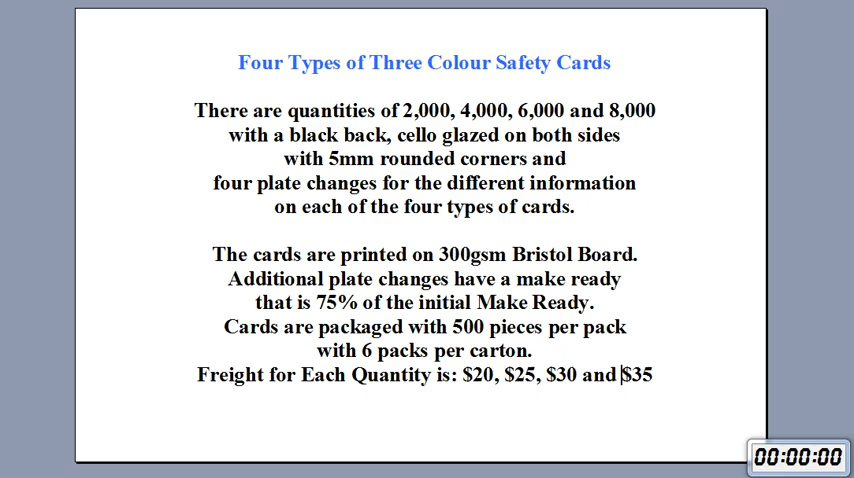 Four Types of Three Colour Safety Cards
There are quantities of 2,000, 4,000, 6,000 and 8,000
with a black back, cello glazed on both sides
with 5mm rounded corners and
four plate changes for the different information
on each of the four types of cards.
The cards are printed on 300gsm Bristol Board.
Additional plate changes have a make ready
that is 75% of the initial Make Ready.
Cards are packaged with 500 pieces per pack
with 6 packs per carton.
Freight for Each Quantity is: $20, $25, $30 and $35
00:00:00